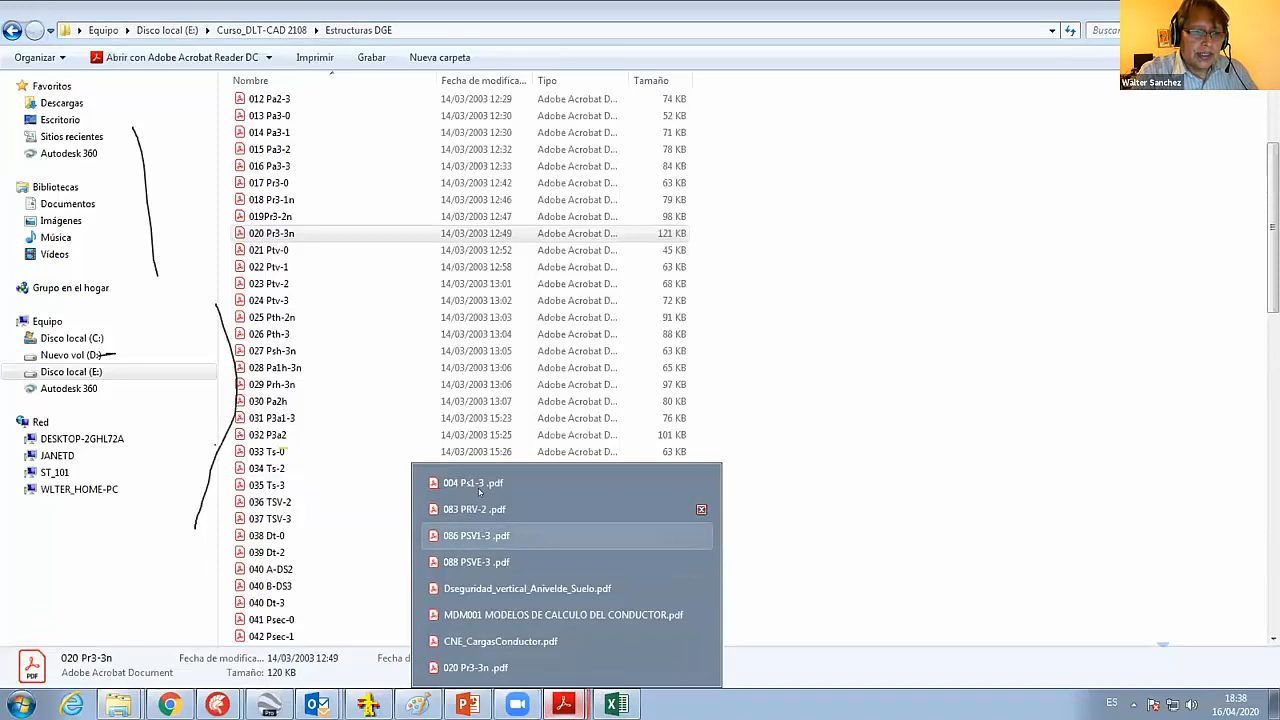 Equipo ▸ Disco local (E:) ▸ Curso_DLT-CAD 2108 ▸ Estructuras DGE
Organizar Abrir con Adobe Acrobat Reader DC Imprimir Grabar Nueva carpeta
Walter Sanchez
Favoritos
Descargas
Escritorio
Sitios recientes
Autodesk 360
Bibliotecas
Documentos
Imágenes
Música
Vídeos
Grupo en el hogar
Equipo
Disco local (C:)
Nuevo vol (D:)
Disco local (E:)
Autodesk 360
Red
DESKTOP-2GHL72A
JANETD
ST_101
WLTER_HOME-PC
Nombre Fecha de modifica... Tipo Tamaño
012 Pa2-3 14/03/2003 12:29 Adobe Acrobat D... 74 KB
013 Pa3-0 14/03/2003 12:30 Adobe Acrobat D... 52 KB
014 Pa3-1 14/03/2003 12:30 Adobe Acrobat D... 71 KB
015 Pa3-2 14/03/2003 12:32 Adobe Acrobat D... 78 KB
016 Pa3-3 14/03/2003 12:33 Adobe Acrobat D... 84 KB
017 Pr3-0 14/03/2003 12:42 Adobe Acrobat D... 63 KB
018 Pr3-1n 14/03/2003 12:46 Adobe Acrobat D... 79 KB
019Pr3-2n 14/03/2003 12:47 Adobe Acrobat D... 98 KB
020 Pr3-3n 14/03/2003 12:49 Adobe Acrobat D... 121 KB
021 Ptv-0 14/03/2003 12:52 Adobe Acrobat D... 45 KB
022 Ptv-1 14/03/2003 12:58 Adobe Acrobat D... 63 KB
023 Ptv-2 14/03/2003 13:01 Adobe Acrobat D... 68 KB
024 Ptv-3 14/03/2003 13:02 Adobe Acrobat D... 72 KB
025 Pth-2n 14/03/2003 13:03 Adobe Acrobat D... 91 KB
026 Pth-3 14/03/2003 13:04 Adobe Acrobat D... 88 KB
027 Psh-3n 14/03/2003 13:05 Adobe Acrobat D... 63 KB
028 Pa1h-3n 14/03/2003 13:06 Adobe Acrobat D... 65 KB
029 Prh-3n 14/03/2003 13:06 Adobe Acrobat D... 97 KB
030 Pa2h 14/03/2003 13:07 Adobe Acrobat D... 80 KB
031 P3a1-3 14/03/2003 15:23 Adobe Acrobat D... 76 KB
032 P3a2 14/03/2003 15:25 Adobe Acrobat D... 101 KB
033 Ts-0 14/03/2003 15:26 Adobe Acrobat D... 63 KB
034 Ts-2
035 Ts-3
036 TSV-2
037 TSV-3
038 Dt-0
039 Dt-2
040 A-DS2
040 B-DS3
040 Dt-3
041 Psec-0
042 Psec-1
004 Ps1-3 .pdf
083 PRV-2 .pdf
086 PSV1-3 .pdf
088 PSVE-3 .pdf
Dseguridad_vertical_Anivelde_Suelo.pdf
MDM001 MODELOS DE CALCULO DEL CONDUCTOR.pdf
CNE_CargasConductor.pdf
020 Pr3-3n .pdf
020 Pr3-3n Fecha de modifica... 14/03/2003 12:49 Fecha d
Adobe Acrobat Document Tamaño: 120 KB
ES 18:38
16/04/2020